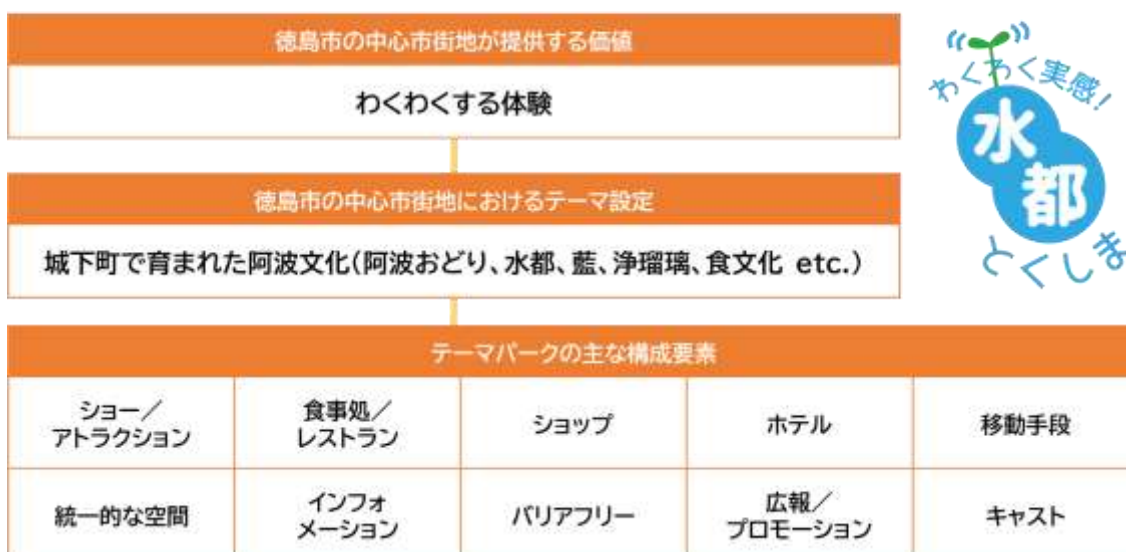 徳島市の中心市街地が提供する価値
わくわくする体験
わくわく実感!
水都
とくしま
徳島市の中心市街地におけるテーマ設定
城下町で育まれた阿波文化(阿波おどり、水都、藍、浄瑠璃、食文化 etc.)
テーマパークの主な構成要素
ショー/
アトラクション
食事処/
レストラン
ショップ
ホテル
移動手段
統一的な空間
インフォ
メーション
バリアフリー
広報/
プロモーション
キャスト